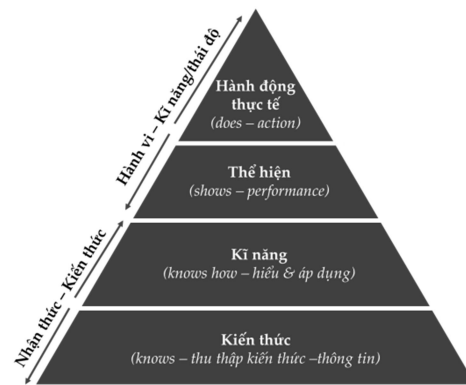 Hành động
thực tế
(does – action)
Thể hiện
(shows – performance)
Kĩ năng
(knows how – hiểu & áp dụng)
Kiến thức
(knows – thu thập kiến thức –thông tin)
Hành vi – Kĩ năng/thái độ
Nhận thức – Kiến thức